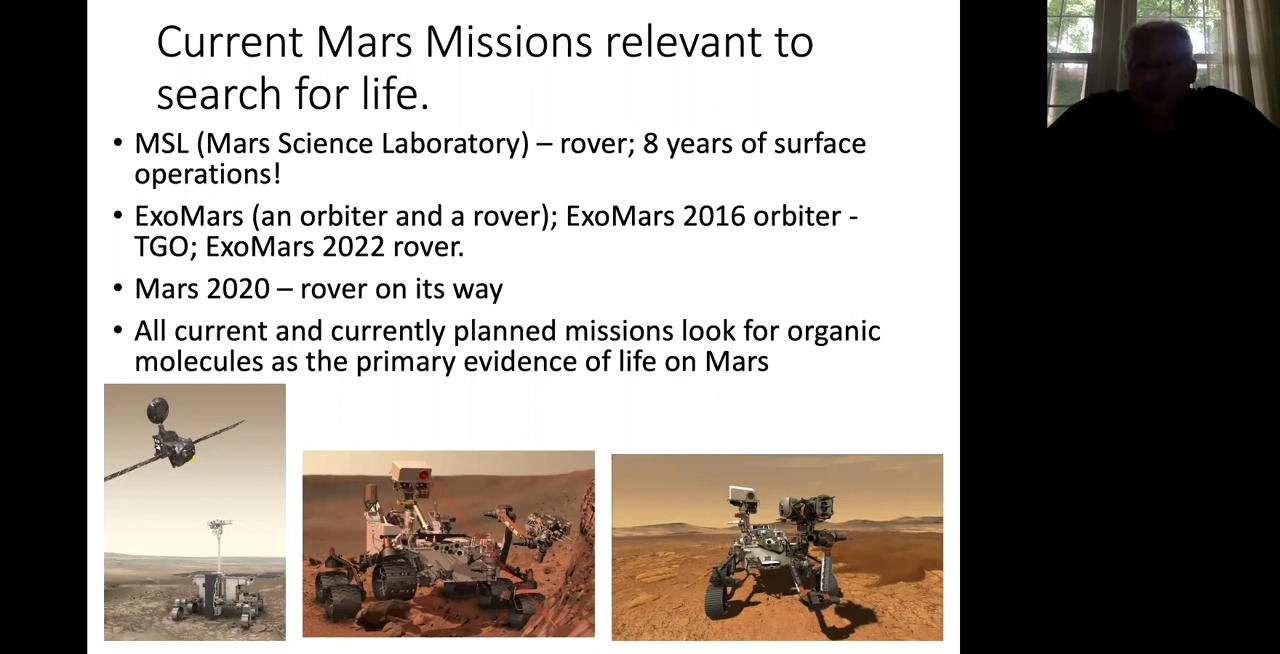 Current Mars Missions relevant to
search for life.
• MSL (Mars Science Laboratory) – rover; 8 years of surface
operations!
• ExoMars (an orbiter and a rover); ExoMars 2016 orbiter -
TGO; ExoMars 2022 rover.
• Mars 2020 – rover on its way
• All current and currently planned missions look for organic
molecules as the primary evidence of life on Mars